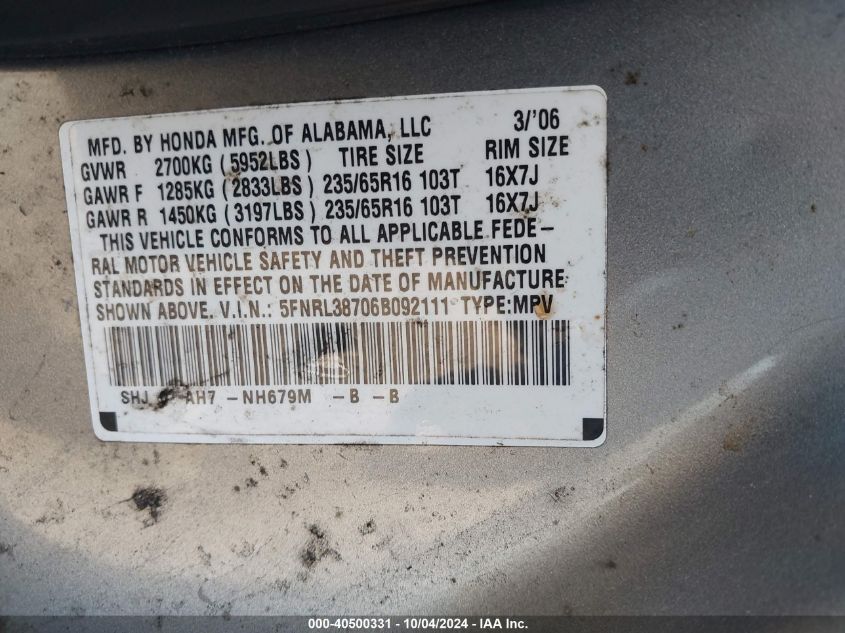 MFD. BY HONDA MFG. OF ALABAMA, LLC 3/'06
GVWR 2700KG (5952LBS) TIRE SIZE RIM SIZE
GAWR F 1285KG (2833LBS) 235/65R16 103T 16X7J
GAWR R 1450KG (3197LBS) 235/65R16 103T 16X7J
THIS VEHICLE CONFORMS TO ALL APPLICABLE FEDE-
RAL MOTOR VEHICLE SAFETY AND THEFT PREVENTION
STANDARDS IN EFFECT ON THE DATE OF MANUFACTURE
SHOWN ABOVE. V.I.N.: 5FNRL38706B092111 TYPE:MPV
SHJ AH7 -NH679M -B -B
000-40500331 - 10/04/2024 - IAA Inc.